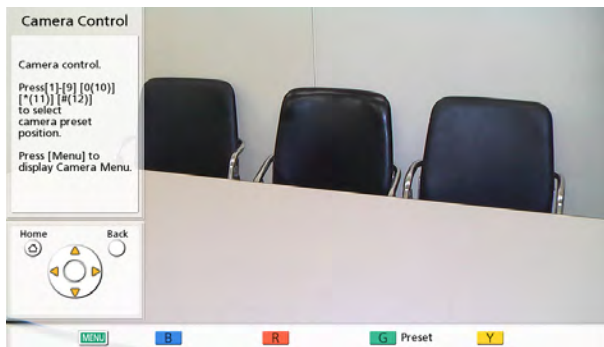 Camera Control
Camera control.
Press[1]-[9] [0(10)]
[*(11)] [#(12)]
to select
camera preset
position.
Press [Menu] to
display Camera Menu.
Home Back
MENU B R G Preset Y